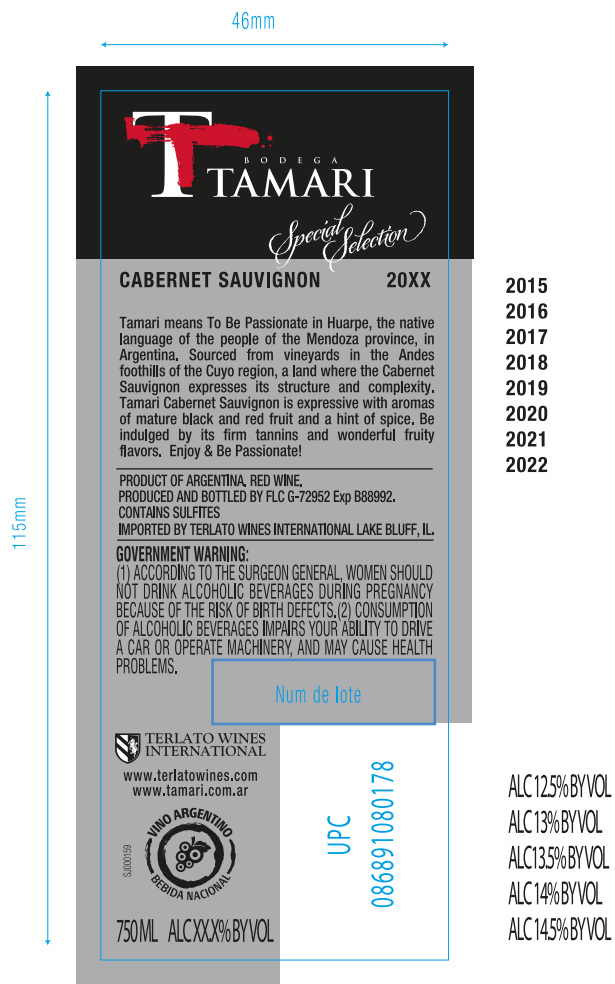 46mm
115mm
BODEGA
TAMARI
Special
Selection
CABERNET SAUVIGNON 20XX
Tamari means To Be Passionate in Huarpe, the native
language of the people of the Mendoza province, in
Argentina. Sourced from vineyards in the Andes
foothills of the Cuyo region, a land where the Cabernet
Sauvignon expresses its structure and complexity.
Tamari Cabernet Sauvignon is expressive with aromas
of mature black and red fruit and a hint of spice. Be
indulged by its firm tannins and wonderful fruity
flavors. Enjoy & Be Passionate!
PRODUCT OF ARGENTINA. RED WINE.
PRODUCED AND BOTTLED BY FLC G-72952 Exp B88992.
CONTAINS SULFITES
IMPORTED BY TERLATO WINES INTERNATIONAL LAKE BLUFF, IL.
GOVERNMENT WARNING:
(1) ACCORDING TO THE SURGEON GENERAL, WOMEN SHOULD
NOT DRINK ALCOHOLIC BEVERAGES DURING PREGNANCY
BECAUSE OF THE RISK OF BIRTH DEFECTS.(2) CONSUMPTION
OF ALCOHOLIC BEVERAGES IMPAIRS YOUR ABILITY TO DRIVE
A CAR OR OPERATE MACHINERY, AND MAY CAUSE HEALTH
PROBLEMS.
Num de lote
TERLATO WINES
INTERNATIONAL
www.terlatowines.com
www.tamari.com.ar
VINO ARGENTINO
BEBIDA NACIONAL
SJ000159
750 ML ALC XX.X% BY VOL
UPC
086891080178
2015
2016
2017
2018
2019
2020
2021
2022
ALC 12.5% BY VOL
ALC 13% BY VOL
ALC 13.5% BY VOL
ALC 14% BY VOL
ALC 14.5% BY VOL